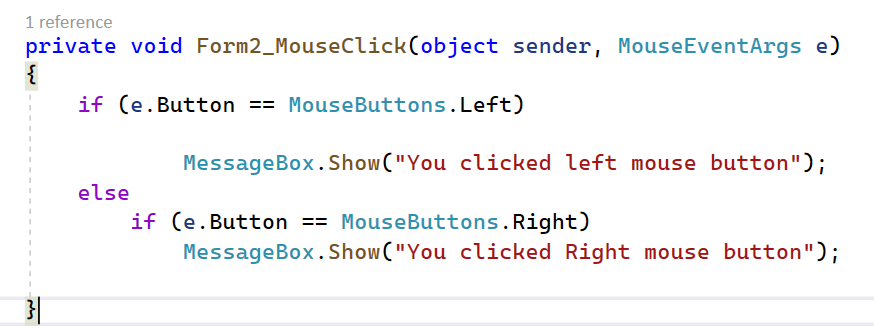 1 reference
private void Form2_MouseClick(object sender, MouseEventArgs e)
{
if (e.Button == MouseButtons.Left)
MessageBox.Show("You clicked left mouse button");
else
if (e.Button == MouseButtons.Right)
MessageBox.Show("You clicked Right mouse button");
}